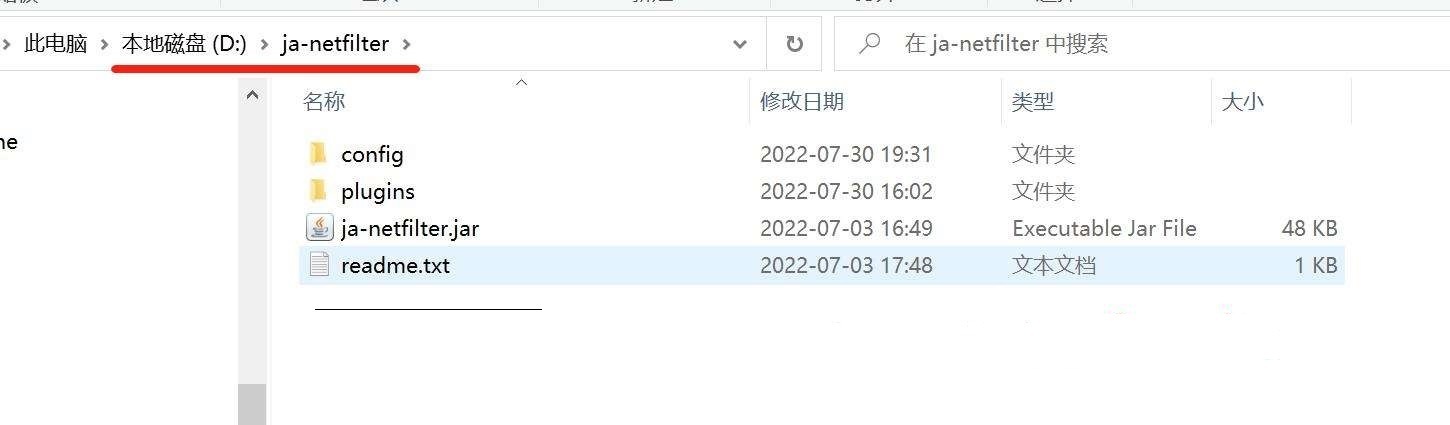 此电脑 > 本地磁盘 (D:) > ja-netfilter >
在 ja-netfilter 中搜索
名称 修改日期 类型 大小
config 2022-07-30 19:31 文件夹
plugins 2022-07-30 16:02 文件夹
ja-netfilter.jar 2022-07-03 16:49 Executable Jar File 48 KB
readme.txt 2022-07-03 17:48 文本文档 1 KB